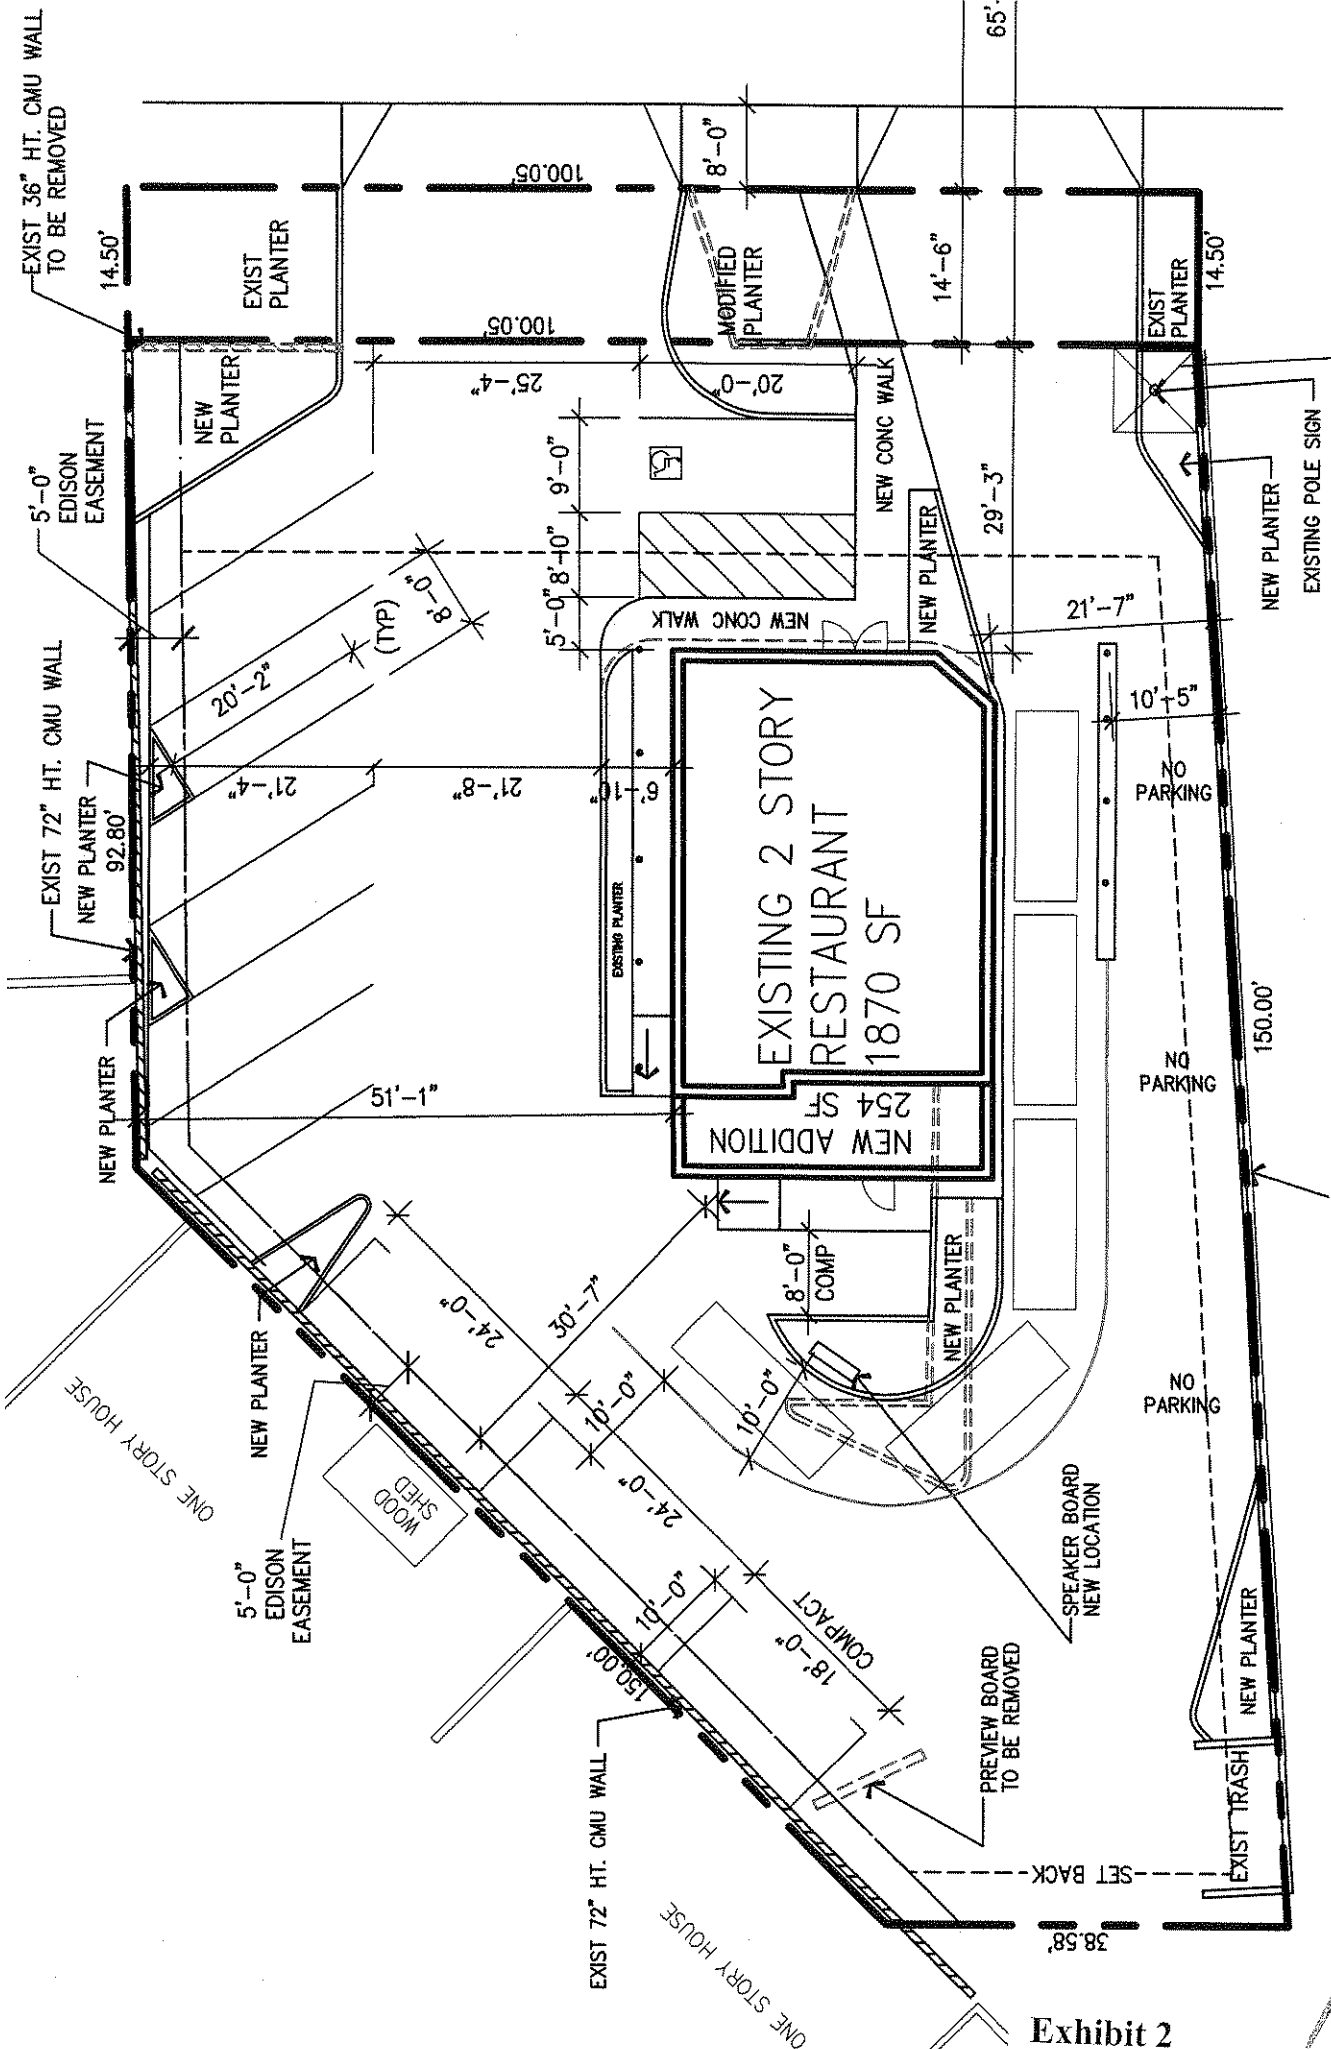 EXIST 36" HT. CMU WALL
TO BE REMOVED
14.50'
65'-
8'-0"
100.05'
EXIST
PLANTER
MODIFIED
PLANTER
14'-6"
EXIST
PLANTER
14.50'
100.05'
NEW
PLANTER
5'-0"
EDISON
EASEMENT
25'-4"
20'-0"
9'-0"
8'-0"
5'-0"
NEW CONC WALK
NEW CONC WALK
NEW PLANTER
29'-3"
NEW PLANTER
EXISTING POLE SIGN
EXIST 72" HT. CMU WALL
NEW PLANTER
92.80'
20'-2"
8'-0"
(TYP)
21'-4"
21'-8"
6'-10"
21'-7"
10'-5"
EXISTING PLANTER
EXISTING 2 STORY
RESTAURANT
1870 SF
NO
PARKING
NO
PARKING
NO
PARKING
150.00'
NEW PLANTER
51'-1"
NEW ADDITION
254 SF
NEW PLANTER
24'-0"
30'-7"
8'-0"
COMP
NEW PLANTER
ONE STORY HOUSE
5'-0"
EDISON
EASEMENT
WOOD
SHED
10'-0"
24'-0"
10'-0"
10'-0"
18'-0"
COMPACT
150.00'
SPEAKER BOARD
NEW LOCATION
PREVIEW BOARD
TO BE REMOVED
NEW PLANTER
EXIST TRASH
SET BACK
38.58'
EXIST 72" HT. CMU WALL
ONE STORY HOUSE
Exhibit 2